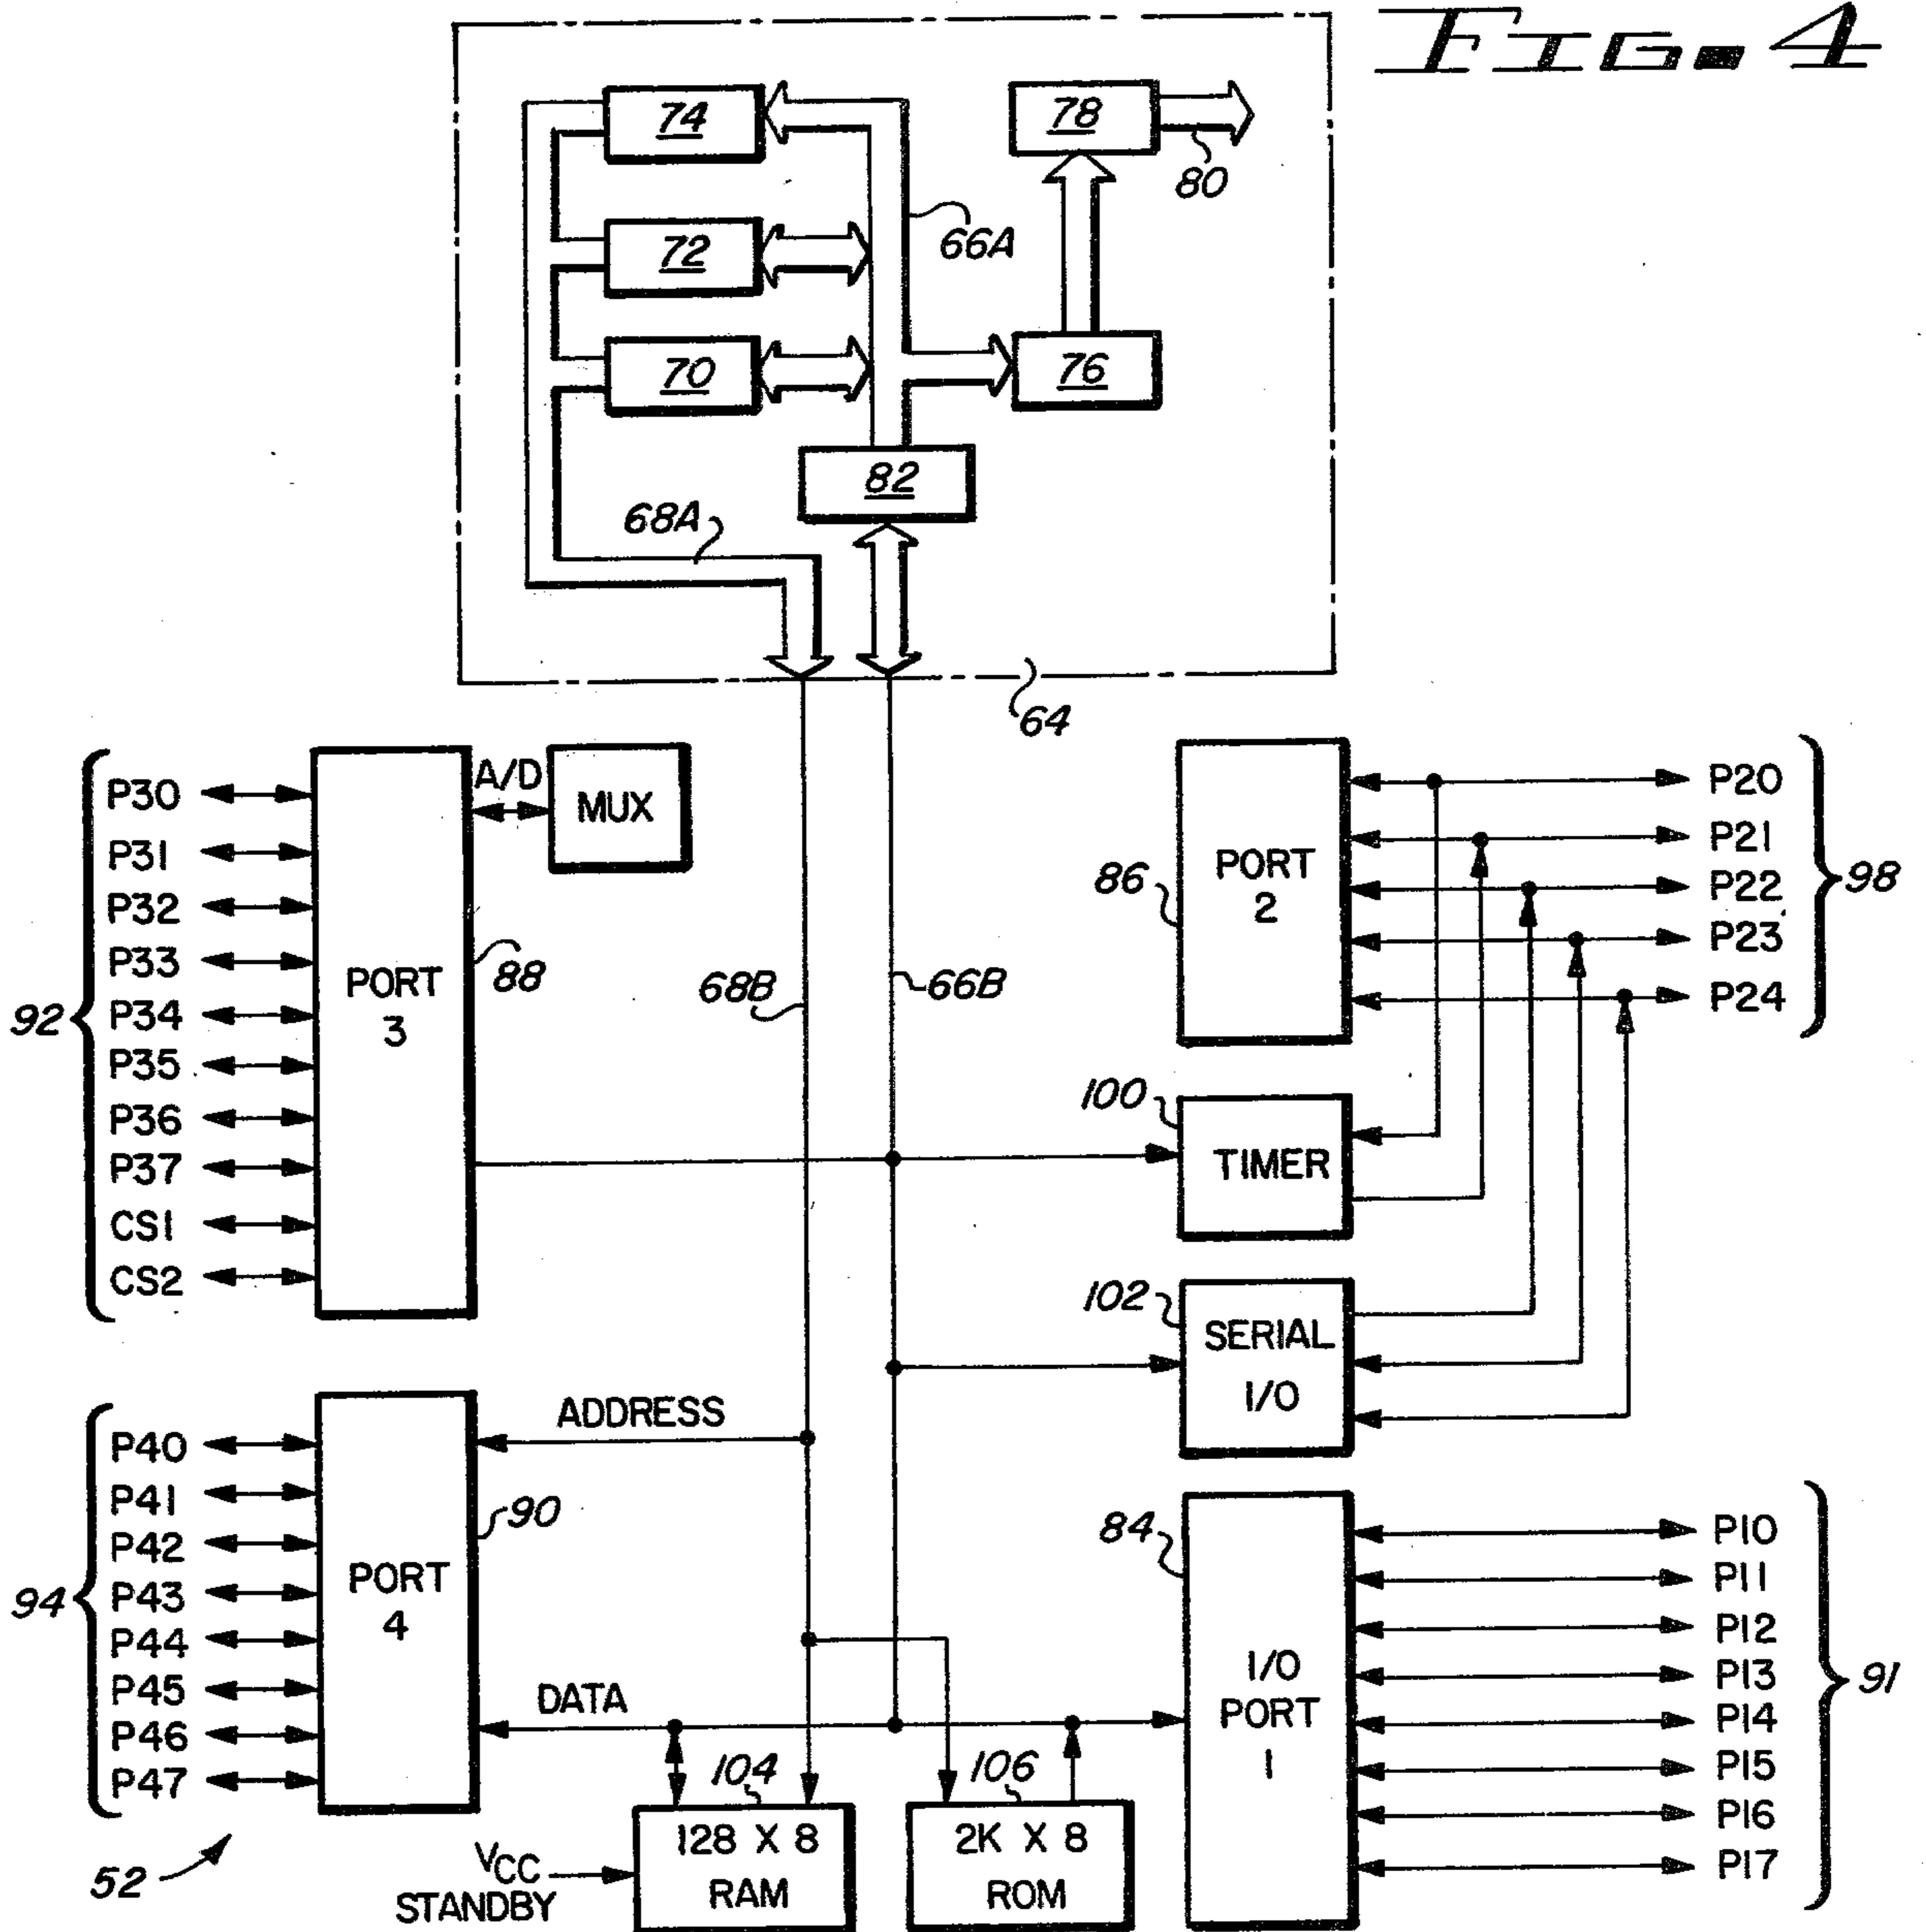 FIG. 4
74
78
80
72
66A
70
76
82
68A
64
P30
P31
P32
P33
P34
P35
P36
P37
CS1
CS2
92
PORT
3
88
A/D
MUX
68B
66B
86
PORT
2
P20
P21
P22
P23
P24
98
100
TIMER
102
SERIAL
I/O
ADDRESS
P40
P41
P42
P43
P44
P45
P46
P47
94
PORT
4
90
DATA
84
I/O
PORT
1
P10
P11
P12
P13
P14
P15
P16
P17
91
104
106
128 X 8
RAM
2K X 8
ROM
VCC
STANDBY
52